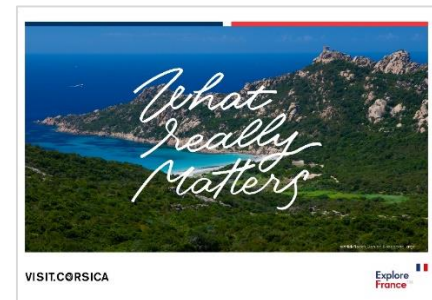 What
really
Matters
VISIT.CORSICA
Explore
France